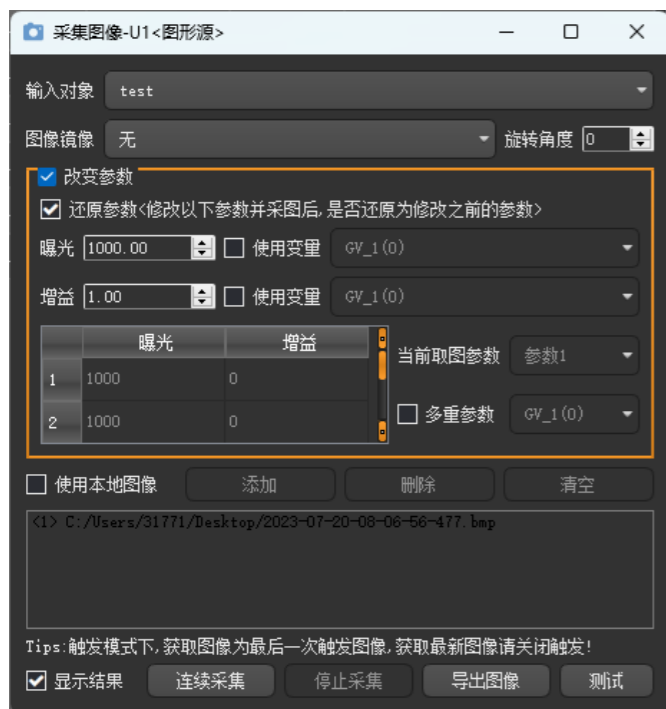 采集图像-U1<图形源>
输入对象 test
图像镜像 无 旋转角度 0
改变参数
还原参数<修改以下参数并采图后,是否还原为修改之前的参数>
曝光 1000.00 使用变量 GV_1(0)
增益 1.00 使用变量 GV_1(0)
曝光 增益
1 1000 0
2 1000 0
当前取图参数 参数1
多重参数 GV_1(0)
使用本地图像 添加 删除 清空
<1> C:/Users/31771/Desktop/2023-07-20-08-06-56-477.bmp
Tips:触发模式下,获取图像为最后一次触发图像,获取最新图像请关闭触发!
显示结果 连续采集 停止采集 导出图像 测试